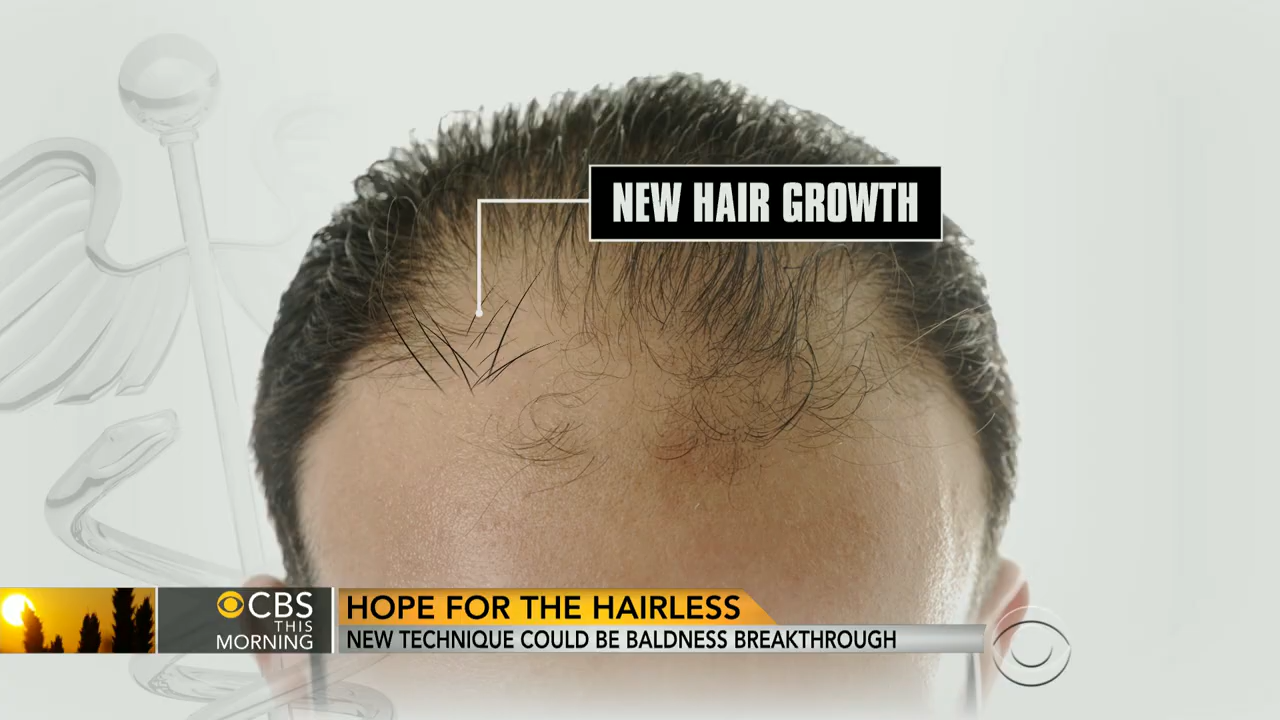 NEW HAIR GROWTH
CBS
THIS
MORNING
HOPE FOR THE HAIRLESS
NEW TECHNIQUE COULD BE BALDNESS BREAKTHROUGH